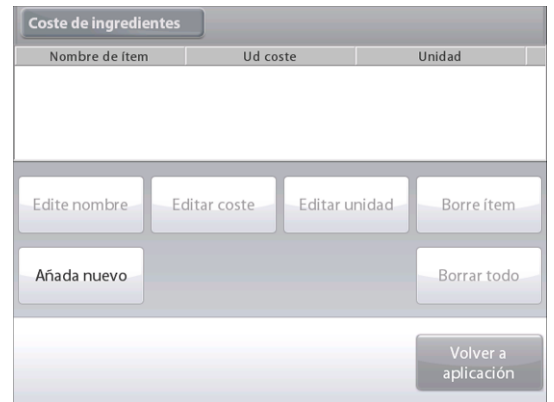 Coste de ingredientes
Nombre de ítem Ud coste Unidad
Edite nombre Editar coste Editar unidad Borre ítem
Añada nuevo Borrar todo
Volver a
aplicación